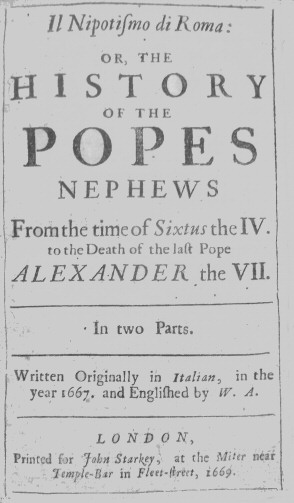 Il Nipotiſmo di Roma:
OR, THE
HISTORY
OF THE
POPES
NEPHEWS
From the time of Sixtus the IV.
to the Death of the laſt Pope
ALEXANDER the VII.
In two Parts.
Written Originally in Italian, in the
year 1667. and Engliſhed by W. A.
LONDON,
Printed for John Starkey, at the Miter near
Temple-Bar in Fleet-ſtreet, 1669.